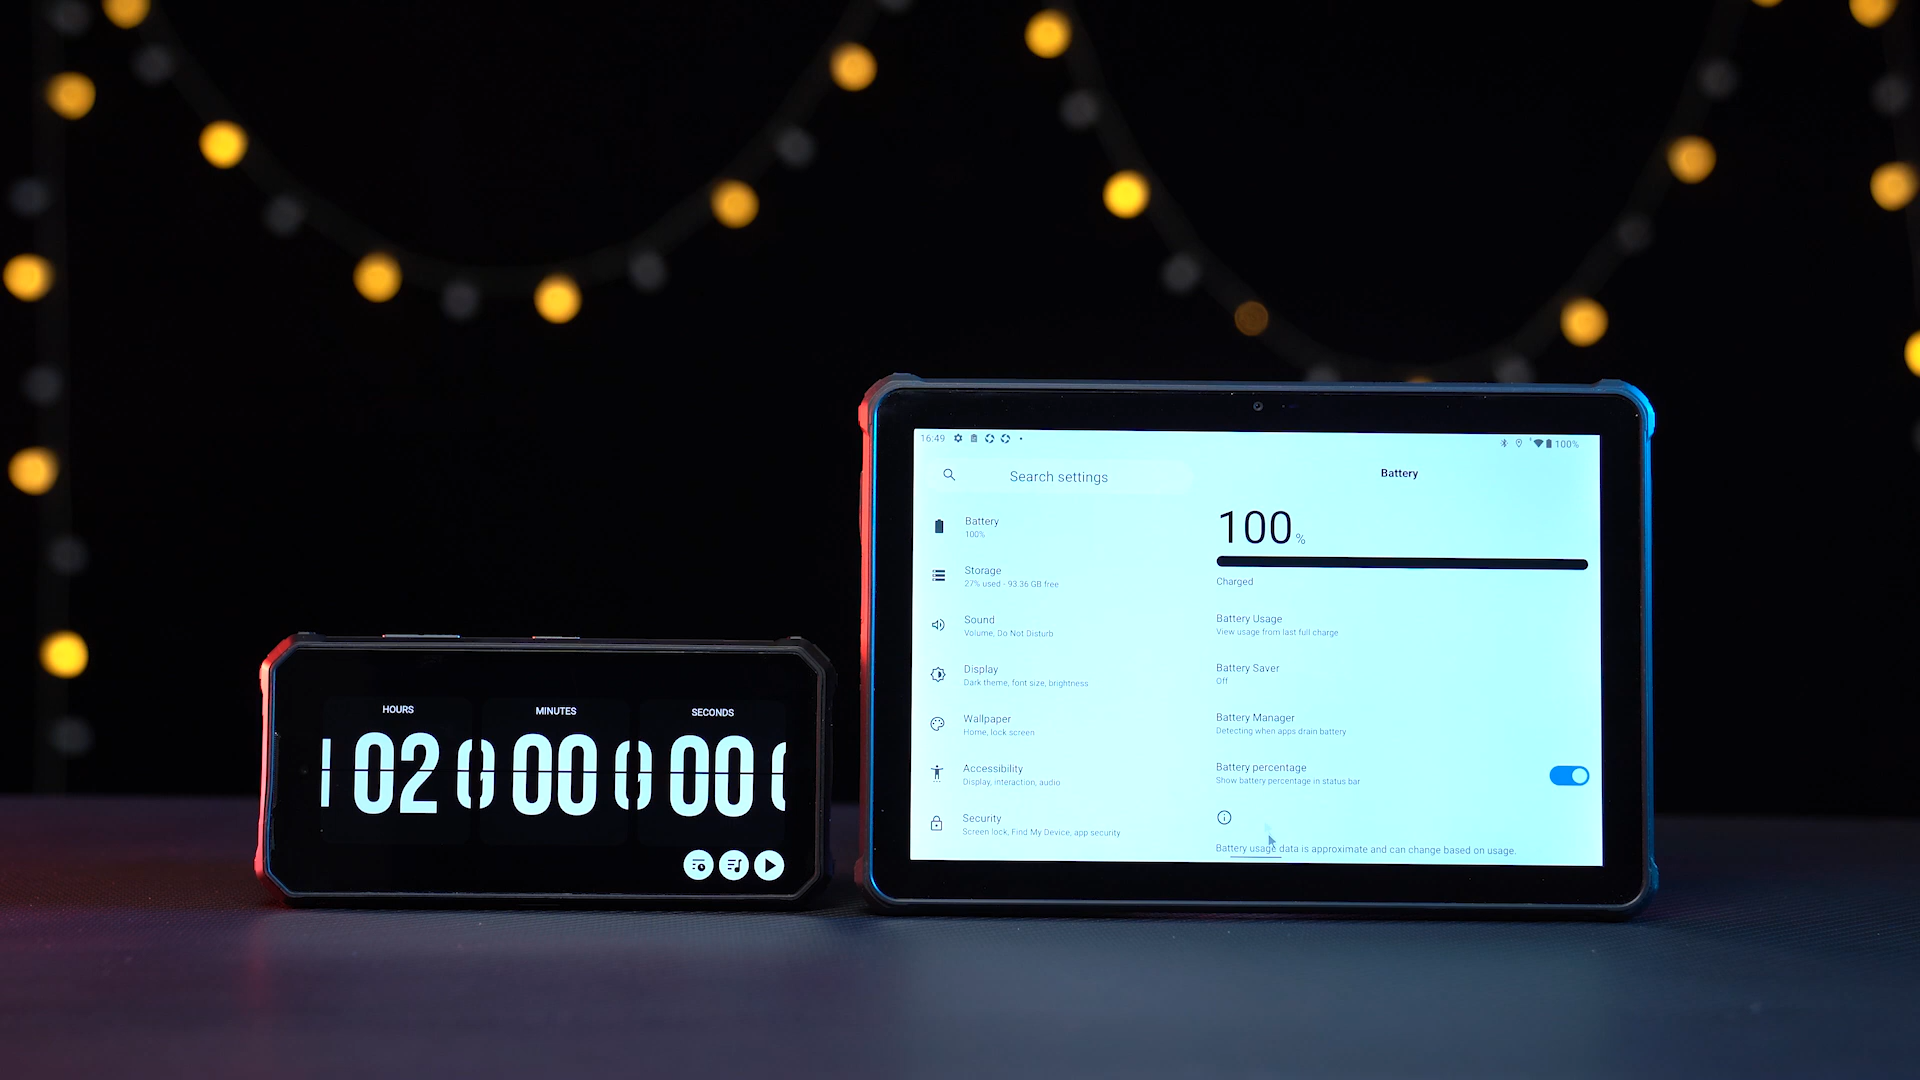 HOURS
MINUTES
SECONDS
02
00
00
16:49
100%
Search settings
Battery
100%
Storage
27% used - 93.36 GB free
Sound
Volume, Do Not Disturb
Display
Dark theme, font size, brightness
Wallpaper
Home, lock screen
Accessibility
Display, interaction, audio
Security
Screen lock, Find My Device, app security
Battery
100%
Charged
Battery Usage
View usage from last full charge
Battery Saver
Off
Battery Manager
Detecting when apps drain battery
Battery percentage
Show battery percentage in status bar
Battery usage data is approximate and can change based on usage.